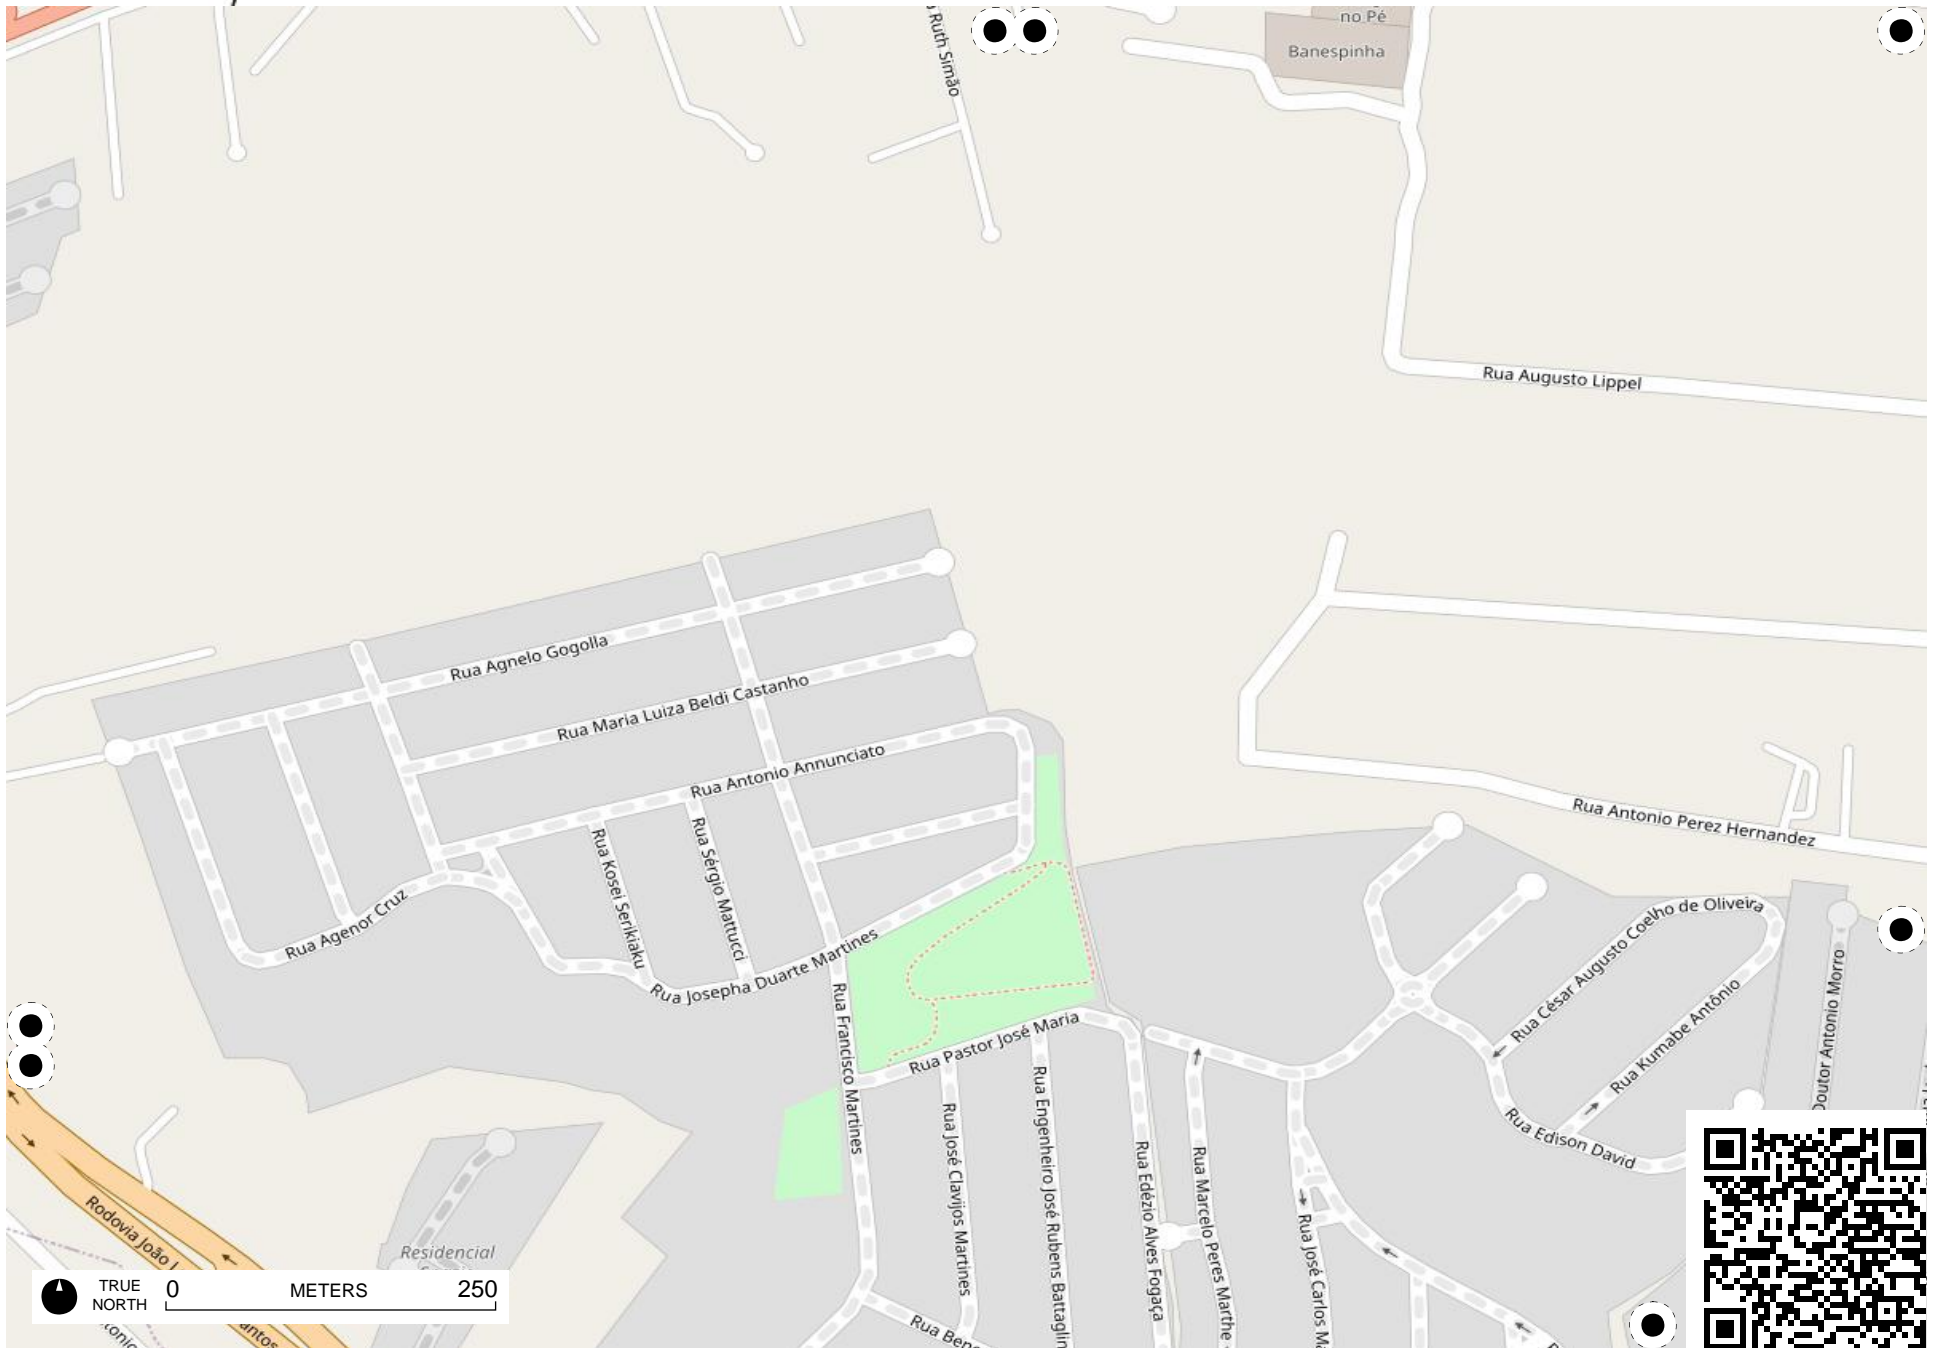 Ruth Simão
no Pé
Banespinha
Rua Augusto Lippel
Rua Agnelo Gogolla
Rua Maria Luiza Beldi Castanho
Rua Antonio Annunciato
Rua Kosei Serikiaku
Rua Sérgio Mattucci
Rua Agenor Cruz
Rua Josepha Duarte Martines
Rua Francisco Martines
Rua Pastor José Maria
Rua Antonio Perez Hernandez
Rua César Augusto Coelho de Oliveira
Rua Kumabe Antônio
Doutor Antonio Morro
Rua Edison David
Rua José Clavijos Martines
Rua Engenheiro José Rubens Battaglin
Rua Edézio Alves Fogaça
Rua Marcelo Peres Marthe
Rua José Carlos M
Rua Ben
Rodovia João
Residencial
antos
tonio
TRUE
NORTH
0 METERS 250